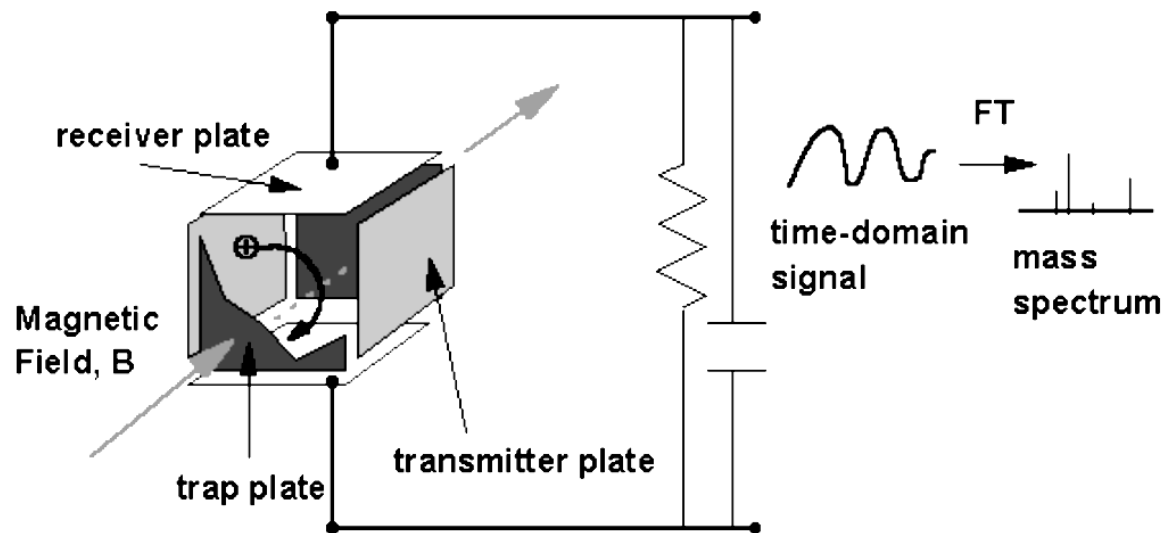 receiver plate
Magnetic
Field, B
trap plate
transmitter plate
time-domain
signal
FT
mass
spectrum